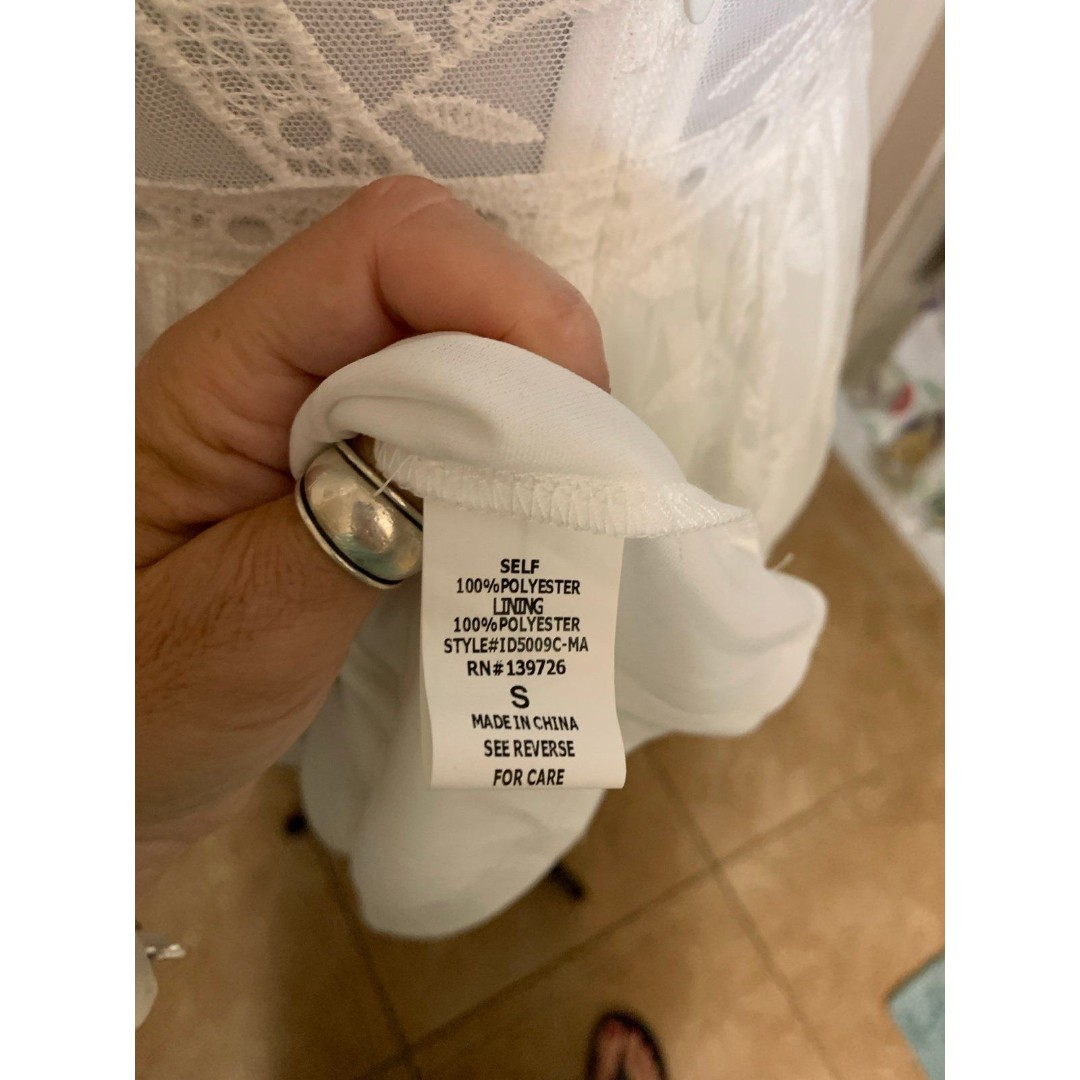 SELF
100%POLYESTER
LINING
100%POLYESTER
STYLE#ID5009C-MA
RN#139726
S
MADE IN CHINA
SEE REVERSE
FOR CARE